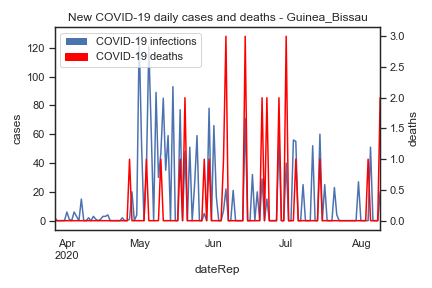 New COVID-19 daily cases and deaths - Guinea_Bissau
COVID-19 infections
COVID-19 deaths
120
100
80
60
40
20
0
cases
3.0
2.5
2.0
1.5
1.0
0.5
0.0
deaths
Apr
2020
May
Jun
Jul
Aug
dateRep